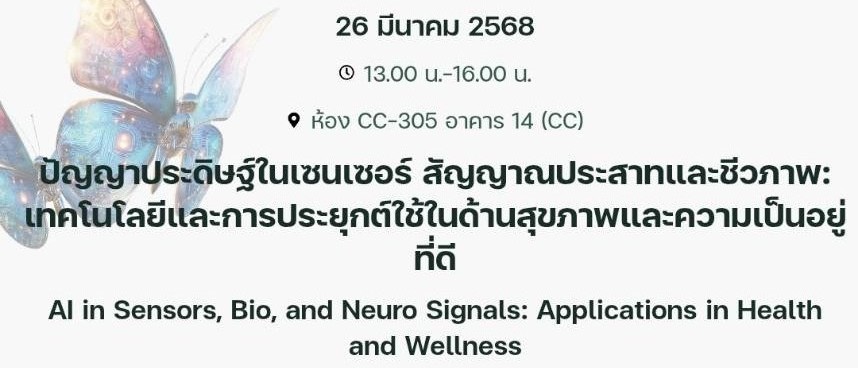 26 มีนาคม 2568
13.00 น.-16.00 น.
ห้อง CC-305 อาคาร 14 (CC)
ปัญญาประดิษฐ์ในเซนเซอร์ สัญญาณประสาทและชีวภาพ:
เทคโนโลยีและการประยุกต์ใช้ในด้านสุขภาพและความเป็นอยู่
ที่ดี
AI in Sensors, Bio, and Neuro Signals: Applications in Health
and Wellness